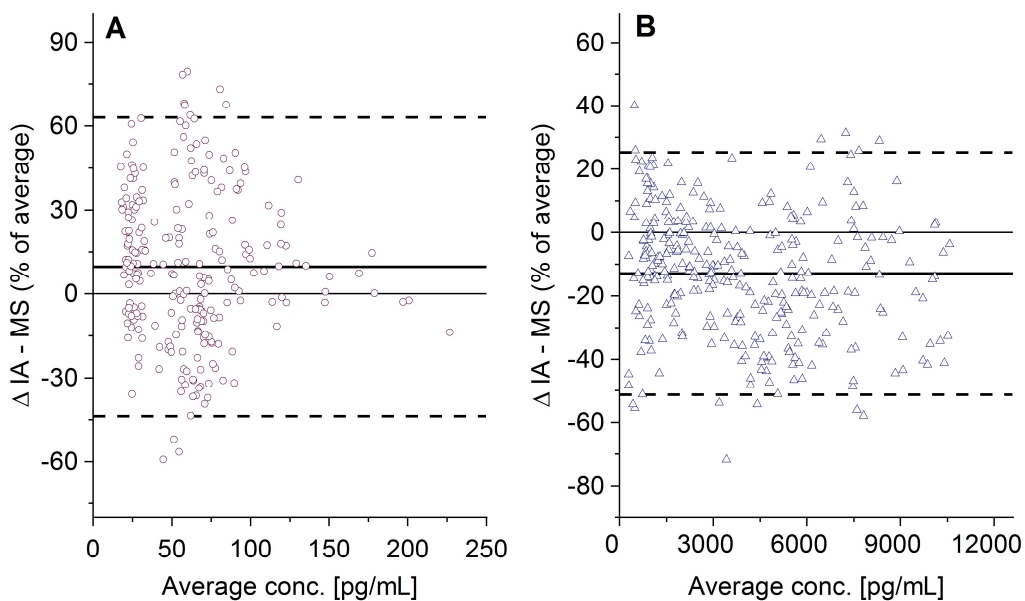 A
Δ IA - MS (% of average)
90
60
30
0
-30
-60
0 50 100 150 200 250
Average conc. [pg/mL]
B
Δ IA - MS (% of average)
60
40
20
0
-20
-40
-60
-80
0 3000 6000 9000 12000
Average conc. [pg/mL]